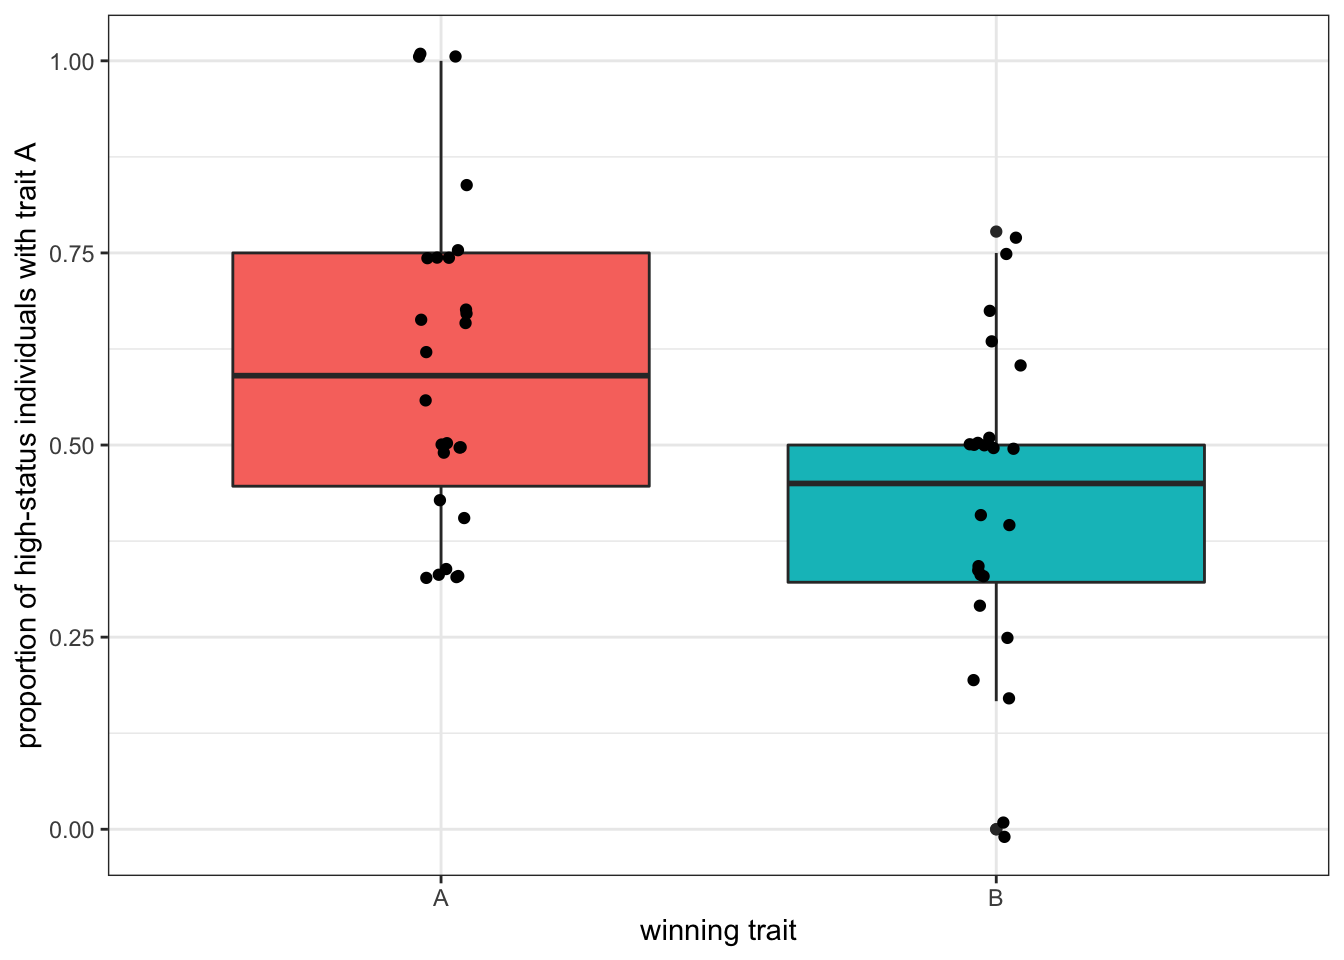 proportion of high-status individuals with trait A
1.00
0.75
0.50
0.25
0.00
A
B
winning trait